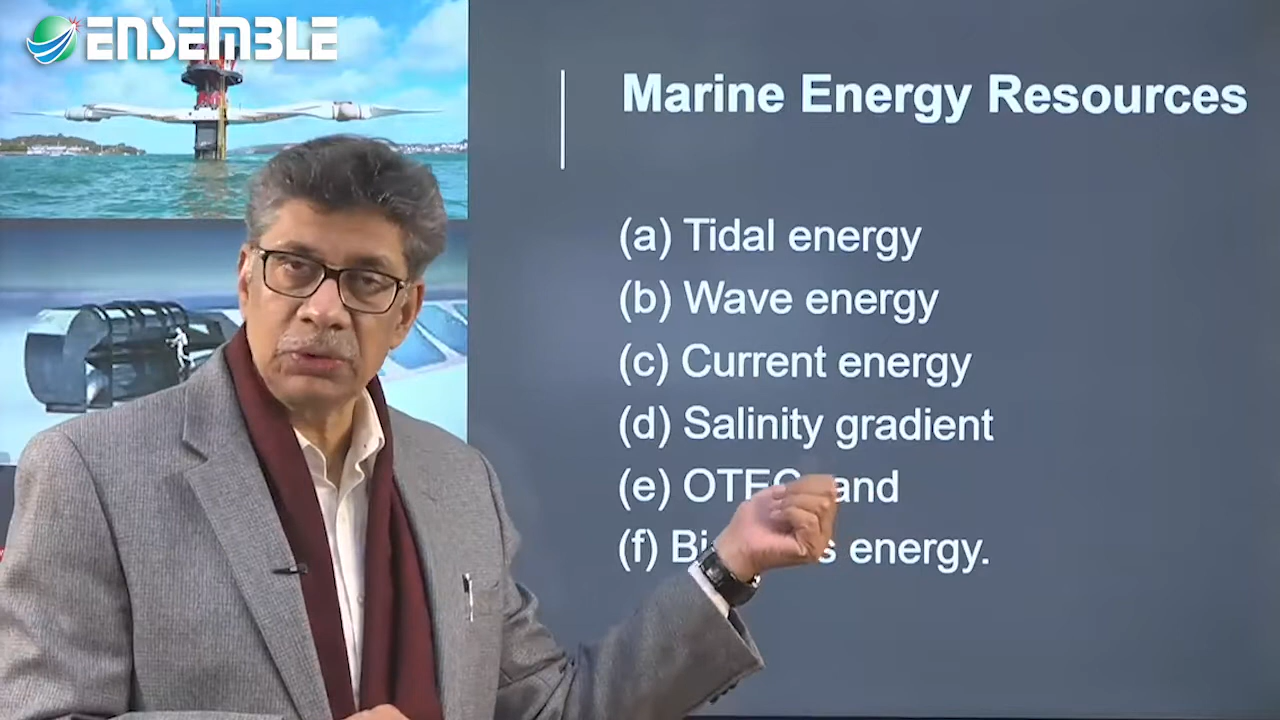 ENSEMBLE
Marine Energy Resources
(a) Tidal energy
(b) Wave energy
(c) Current energy
(d) Salinity gradient
(e) and
(f) energy.